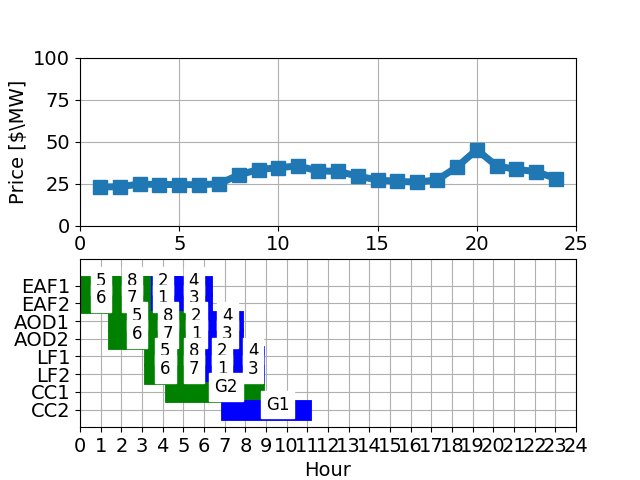 100
75
50
25
0
Price [$\MW]
0 5 10 15 20 25
EAF1 5 8 2 4
EAF2 6 7 1 3
AOD1 5 8 2 4
AOD2 6 7 1 3
LF1 5 8 2 4
LF2 6 7 1 3
CC1 G2
CC2 G1
0 1 2 3 4 5 6 7 8 9 10 11 12 13 14 15 16 17 18 19 20 21 22 23 24
Hour